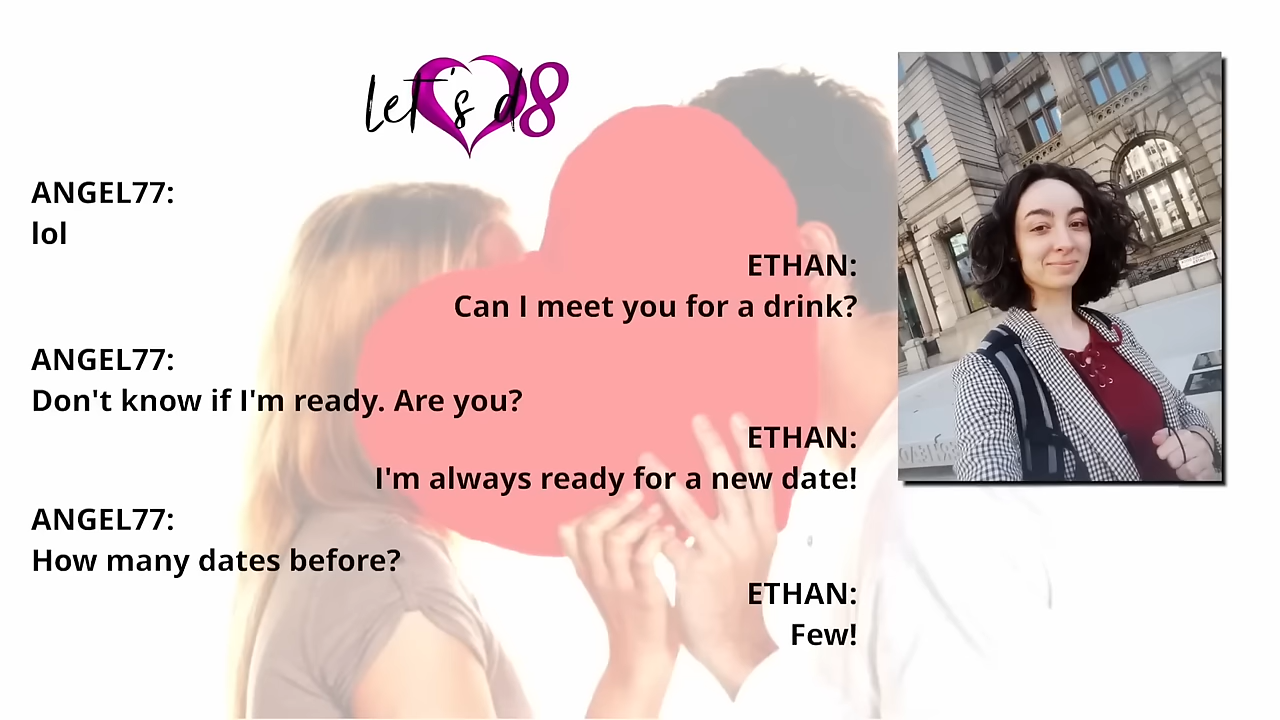 Let's d8
ANGEL77:
lol
ETHAN:
Can I meet you for a drink?
ANGEL77:
Don't know if I'm ready. Are you?
ETHAN:
I'm always ready for a new date!
ANGEL77:
How many dates before?
ETHAN:
Few!